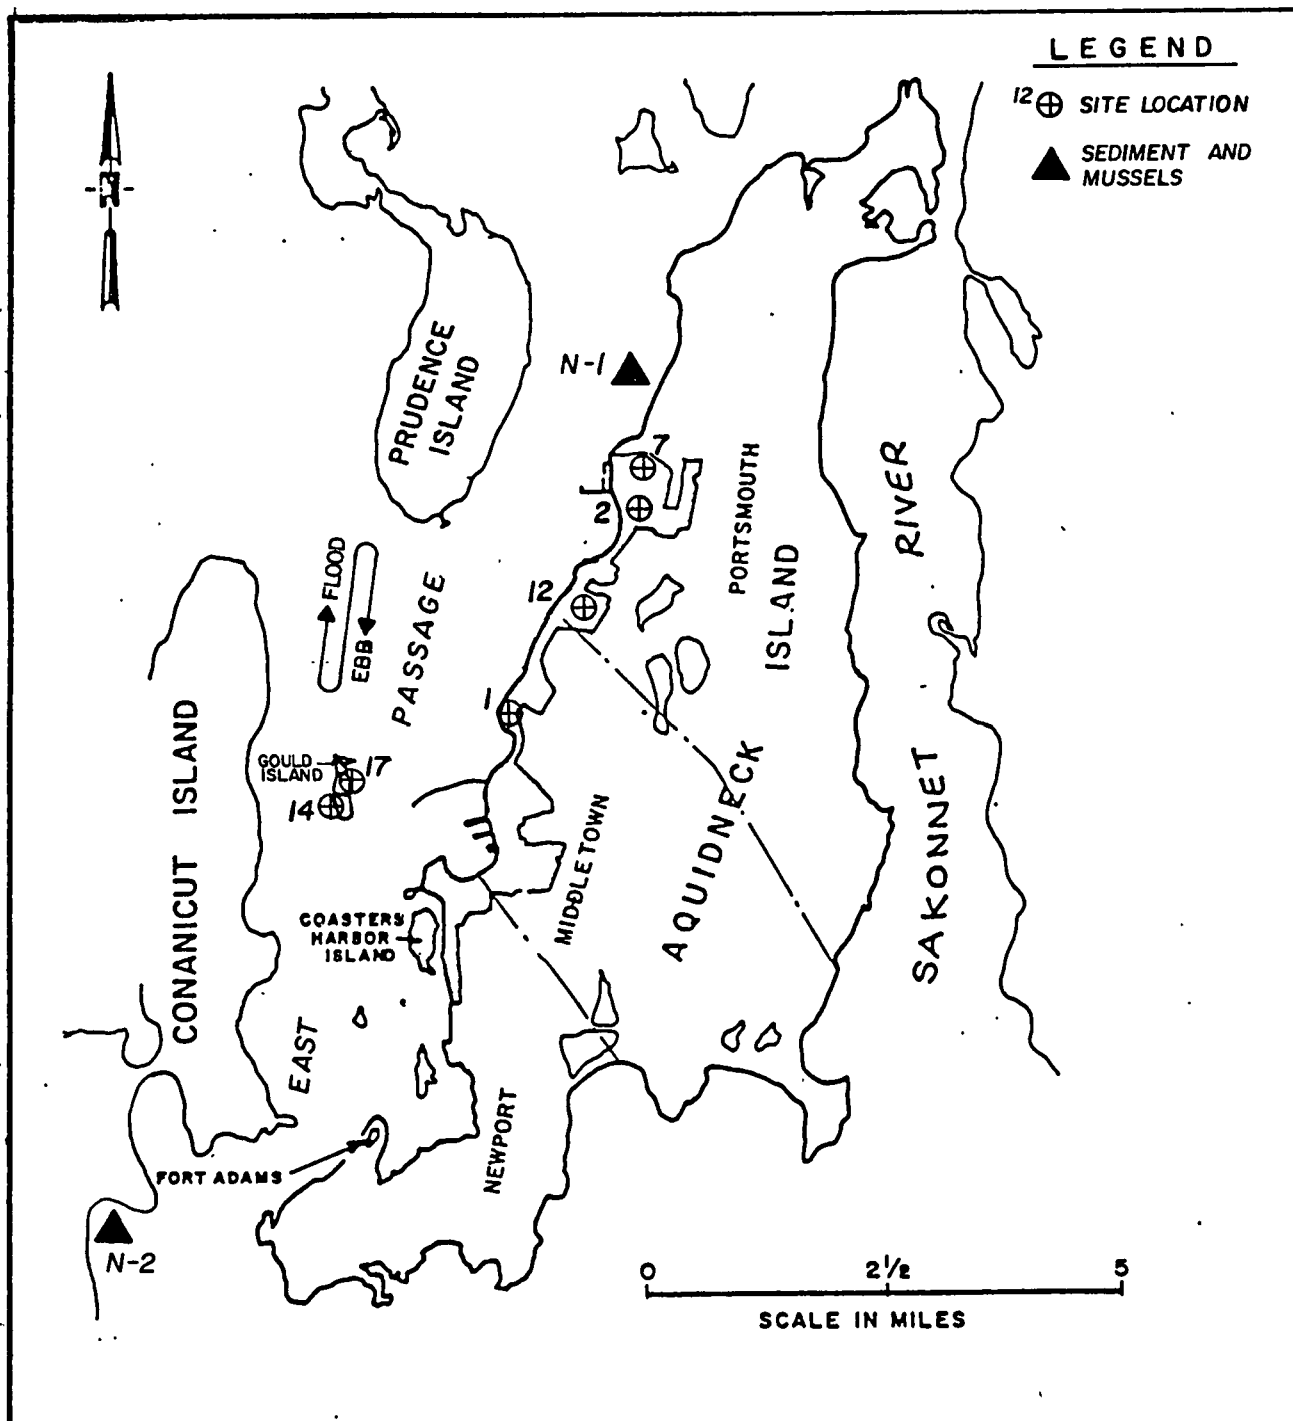 LEGEND
12 SITE LOCATION
SEDIMENT AND
MUSSELS
N-1
PRUDENCE
ISLAND
7
2
12
1
PORTSMOUTH
ISLAND
RIVER
FLOOD
EBB
PASSAGE
GOULD
ISLAND
17
14
CONANICUT ISLAND
MIDDLETOWN
AQUIDNECK
SAKONNET
COASTERS
HARBOR
ISLAND
EAST
NEWPORT
FORT ADAMS
N-2
0 2 1/2 5
SCALE IN MILES